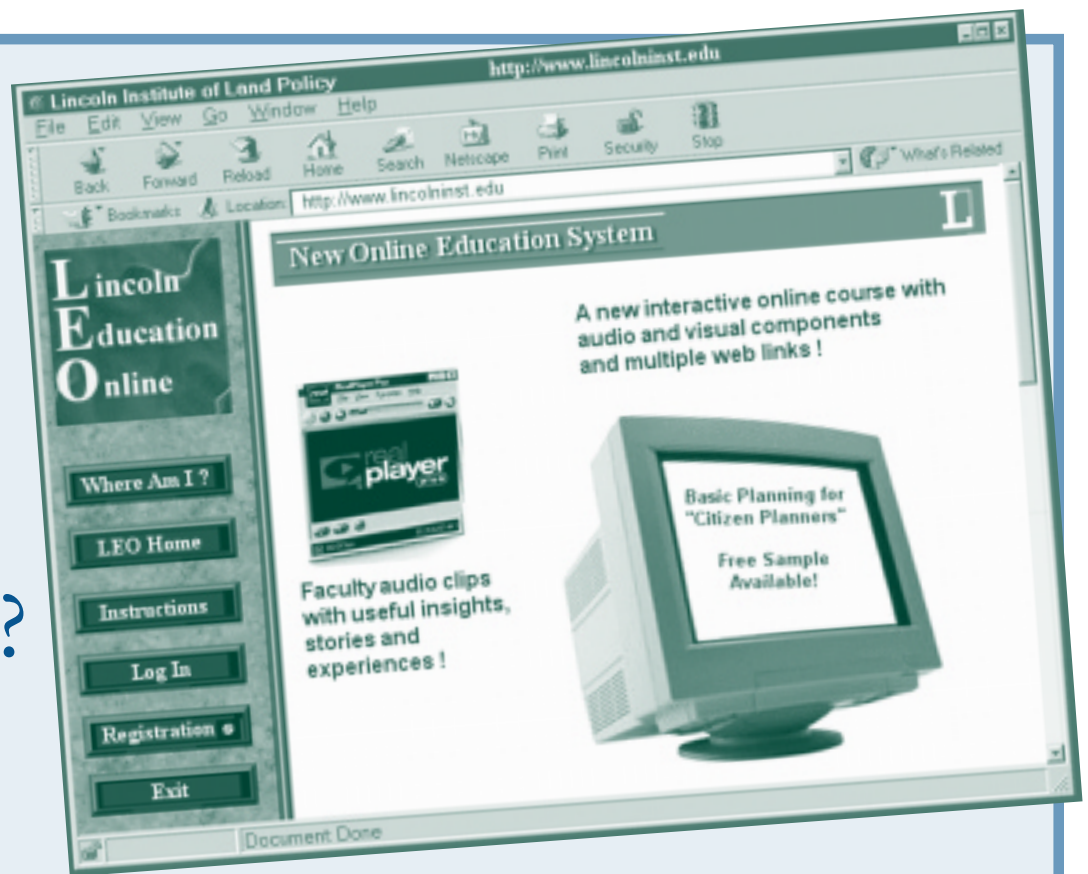 Lincoln Institute of Land Policy
http://www.lincolninst.edu
File Edit View Go Window Help
Back Forward Reload Home Search Netscape Print Security Stop
Bookmarks Location: http://www.lincolninst.edu What's Related
Lincoln
Education
Online
Where Am I ?
LEO Home
Instructions
Log In
Registration
Exit
New Online Education System
L
A new interactive online course with
audio and visual components
and multiple web links !
real
player
Faculty audio clips
with useful insights,
stories and
experiences !
Basic Planning for
"Citizen Planners"
Free Sample
Available!
Document Done
?